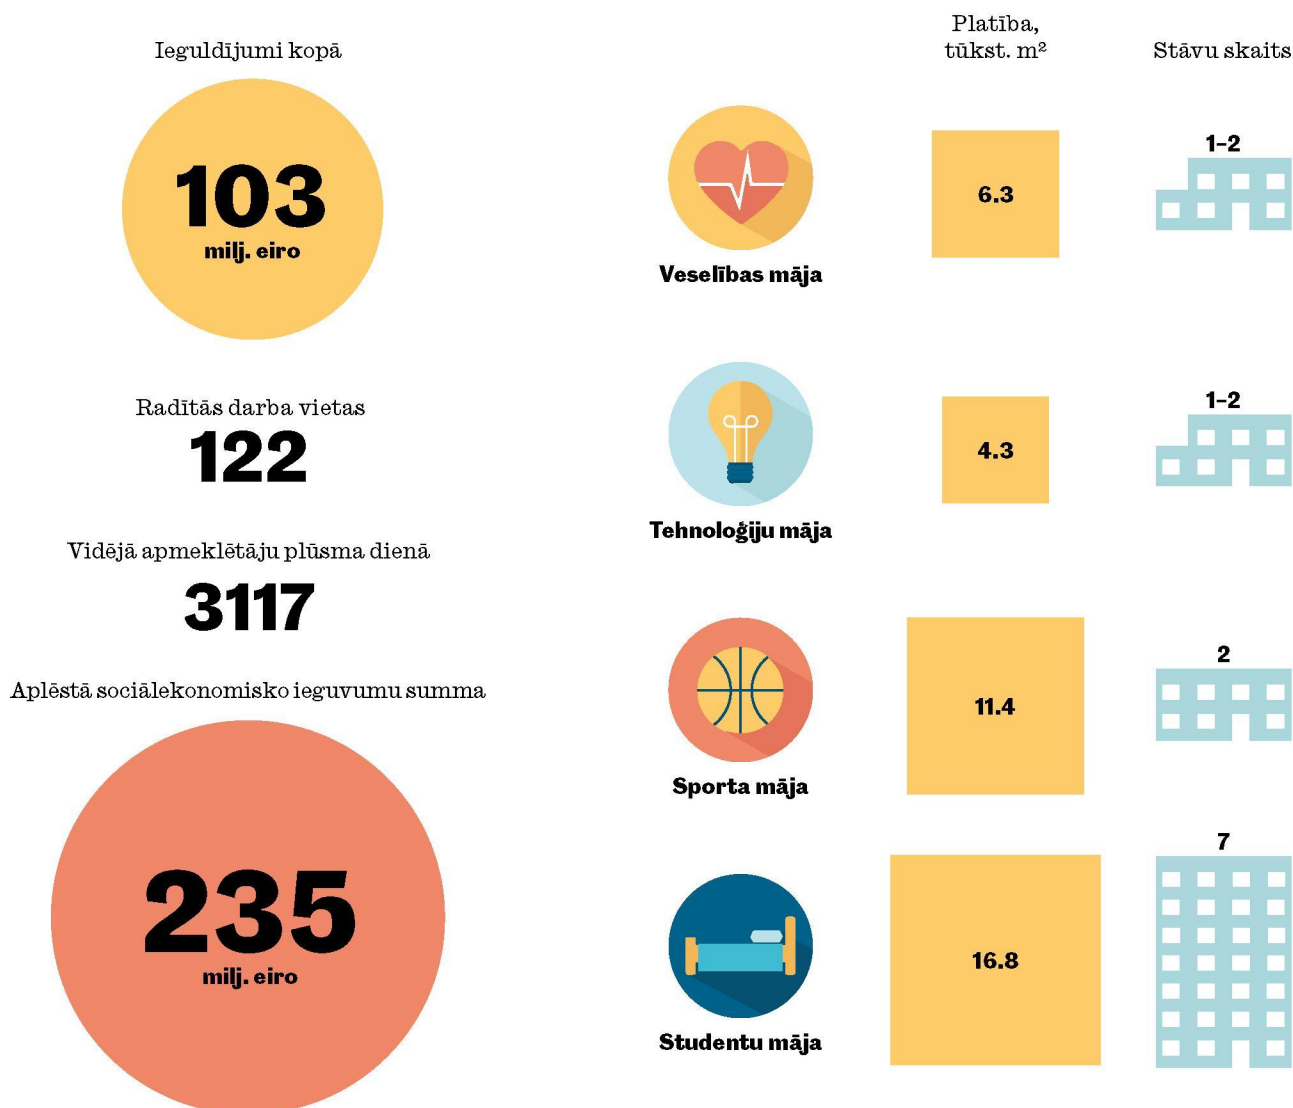 Ieguldījumi kopā
103
milj. eiro
Radītās darba vietas
122
Vidējā apmeklētāju plūsma dienā
3117
Aplēstā sociālekonomisko ieguvumu summa
235
milj. eiro
Platība,
tūkst. m²
Stāvu skaits
Veselības māja
6.3
1–2
Tehnoloģiju māja
4.3
1–2
Sporta māja
11.4
2
Studentu māja
16.8
7